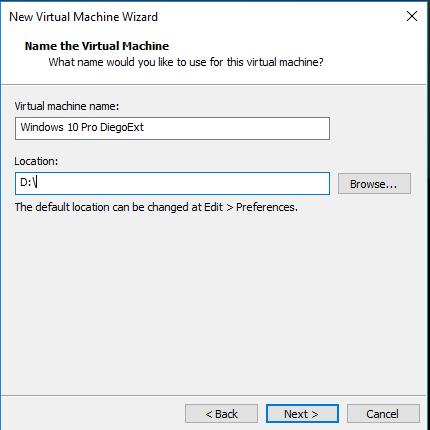 New Virtual Machine Wizard
Name the Virtual Machine
What name would you like to use for this virtual machine?
Virtual machine name:
Windows 10 Pro DiegoExt
Location:
D:\
Browse...
The default location can be changed at Edit > Preferences.
< Back
Next >
Cancel